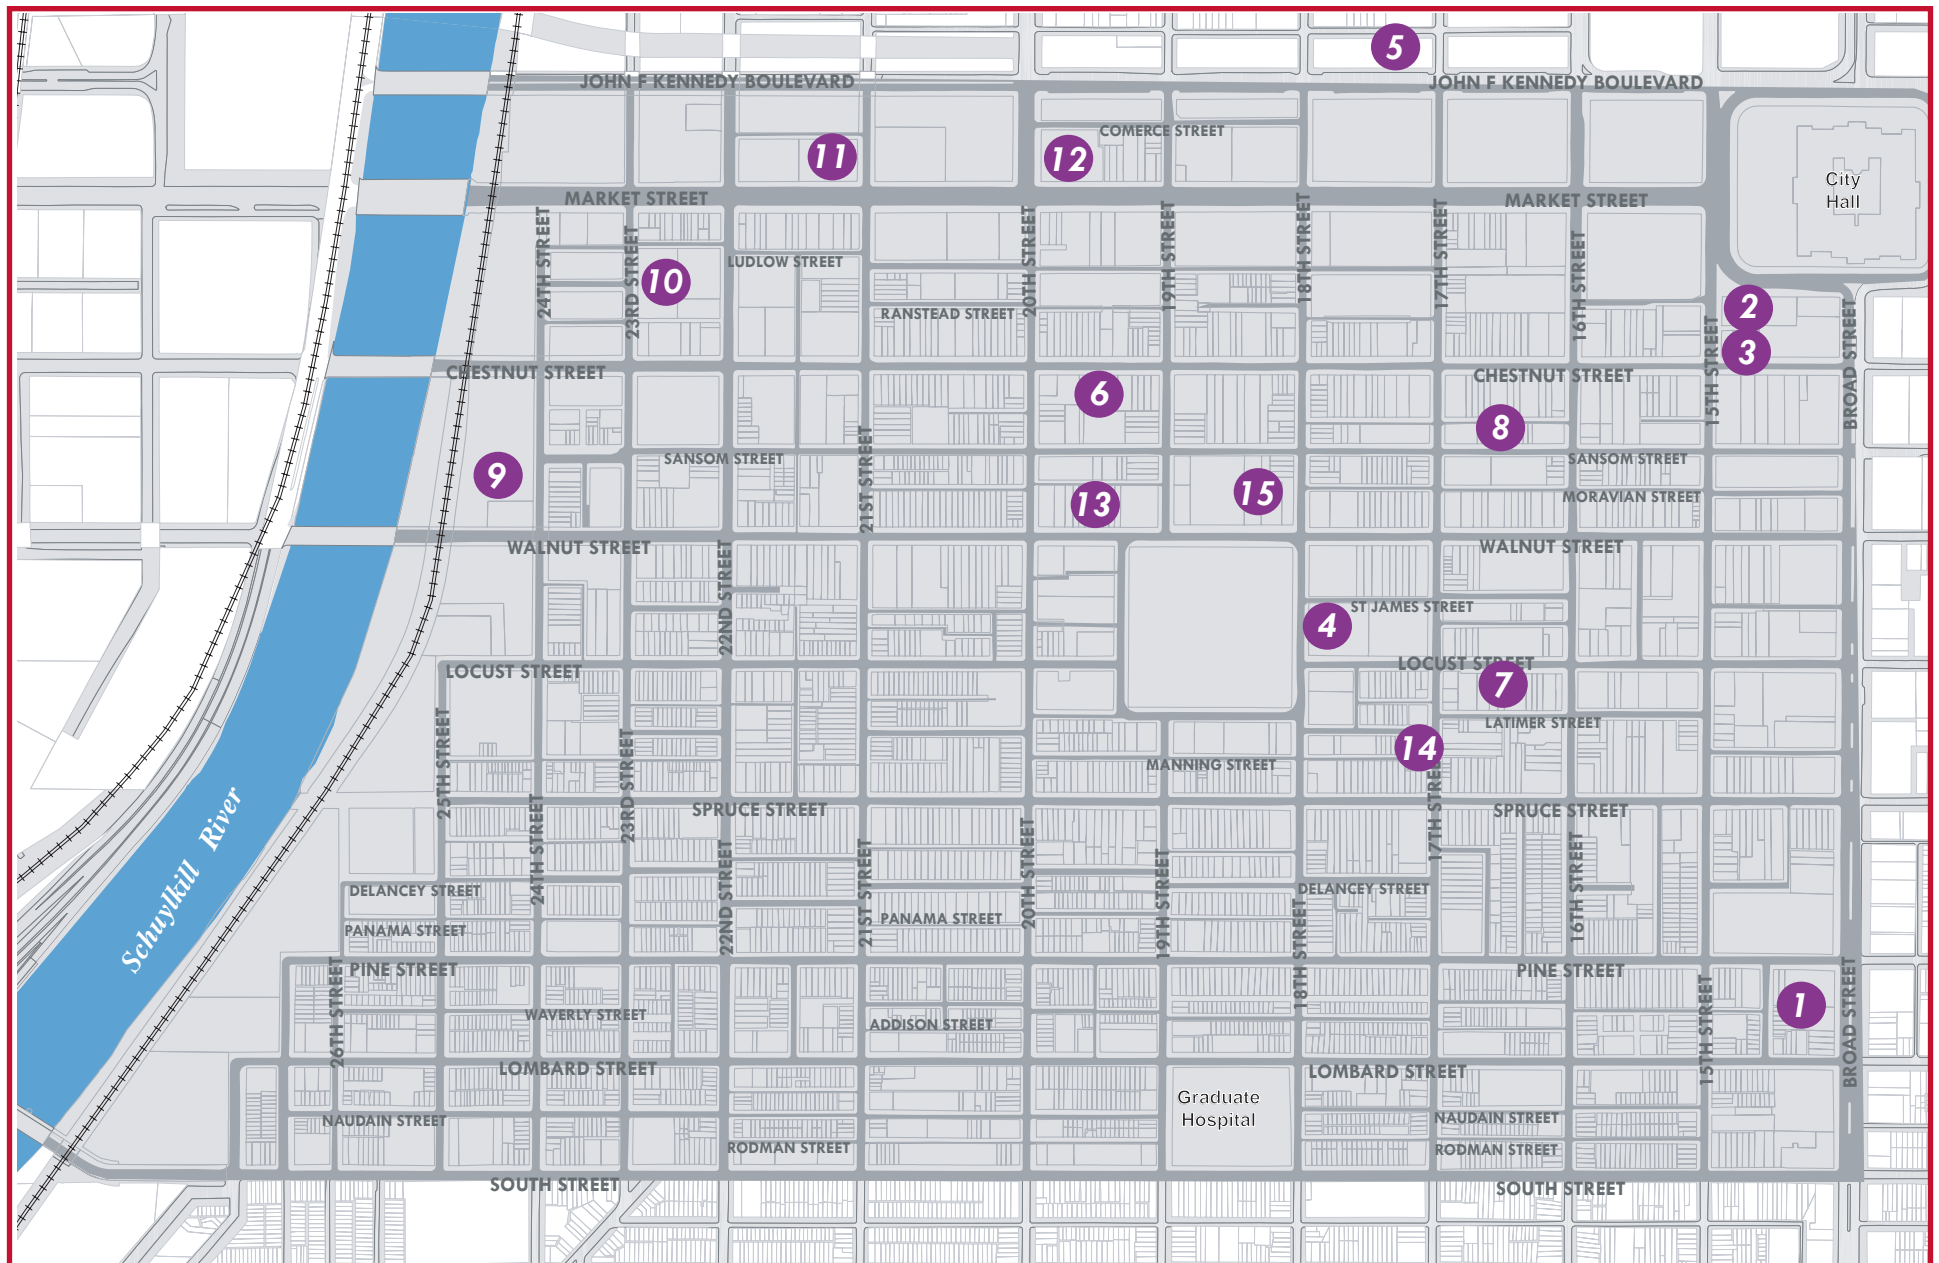 5
JOHN F KENNEDY BOULEVARD
JOHN F KENNEDY BOULEVARD
COMERCE STREET
11
12
City
Hall
MARKET STREET
MARKET STREET
24TH STREET
23RD STREET
20TH STREET
19TH STREET
18TH STREET
17TH STREET
16TH STREET
LUDLOW STREET
10
RANSTEAD STREET
2
3
15TH STREET
BROAD STREET
CHESTNUT STREET
CHESTNUT STREET
6
8
21ST STREET
SANSOM STREET
SANSOM STREET
9
13
15
MORAVIAN STREET
WALNUT STREET
WALNUT STREET
22ND STREET
ST JAMES STREET
4
LOCUST STREET
LOCUST STREET
7
LATIMER STREET
14
MANNING STREET
25TH STREET
23RD STREET
17TH STREET
SPRUCE STREET
SPRUCE STREET
Schuylkill River
24TH STREET
22ND STREET
21ST STREET
20TH STREET
19TH STREET
16TH STREET
DELANCEY STREET
DELANCEY STREET
PANAMA STREET
PANAMA STREET
18TH STREET
PINE STREET
PINE STREET
26TH STREET
15TH STREET
BROAD STREET
1
WAVERLY STREET
ADDISON STREET
LOMBARD STREET
LOMBARD STREET
Graduate
Hospital
NAUDAIN STREET
NAUDAIN STREET
RODMAN STREET
RODMAN STREET
SOUTH STREET
SOUTH STREET